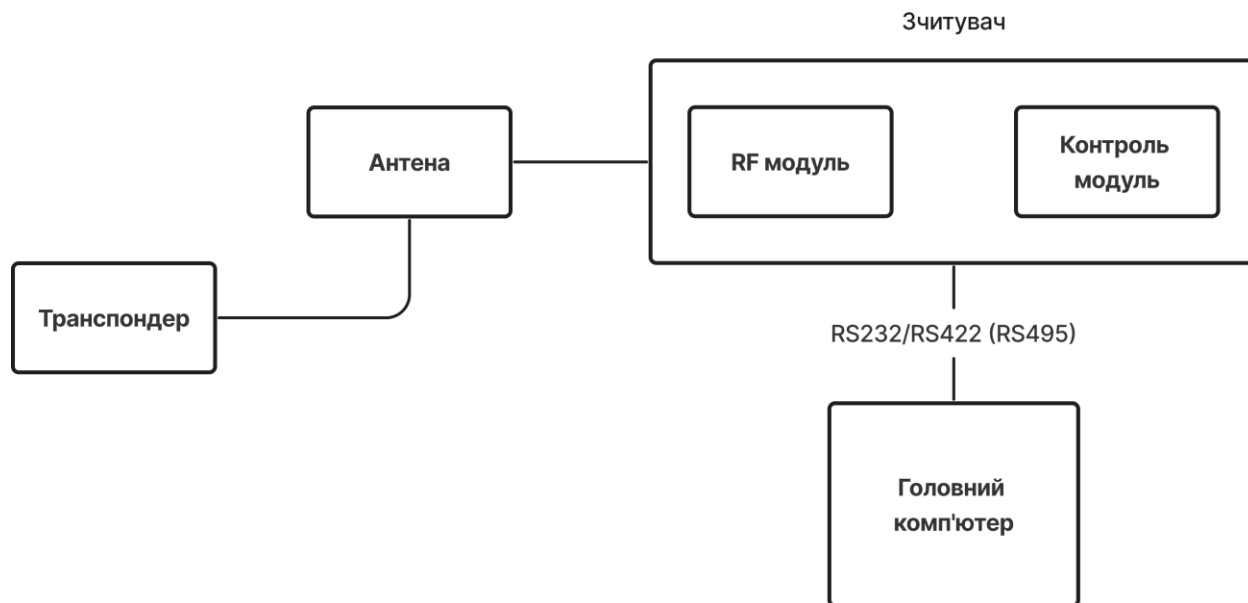 Зчитувач
Антена
RF модуль
Контроль
модуль
Транспондер
RS232/RS422 (RS495)
Головний
комп'ютер